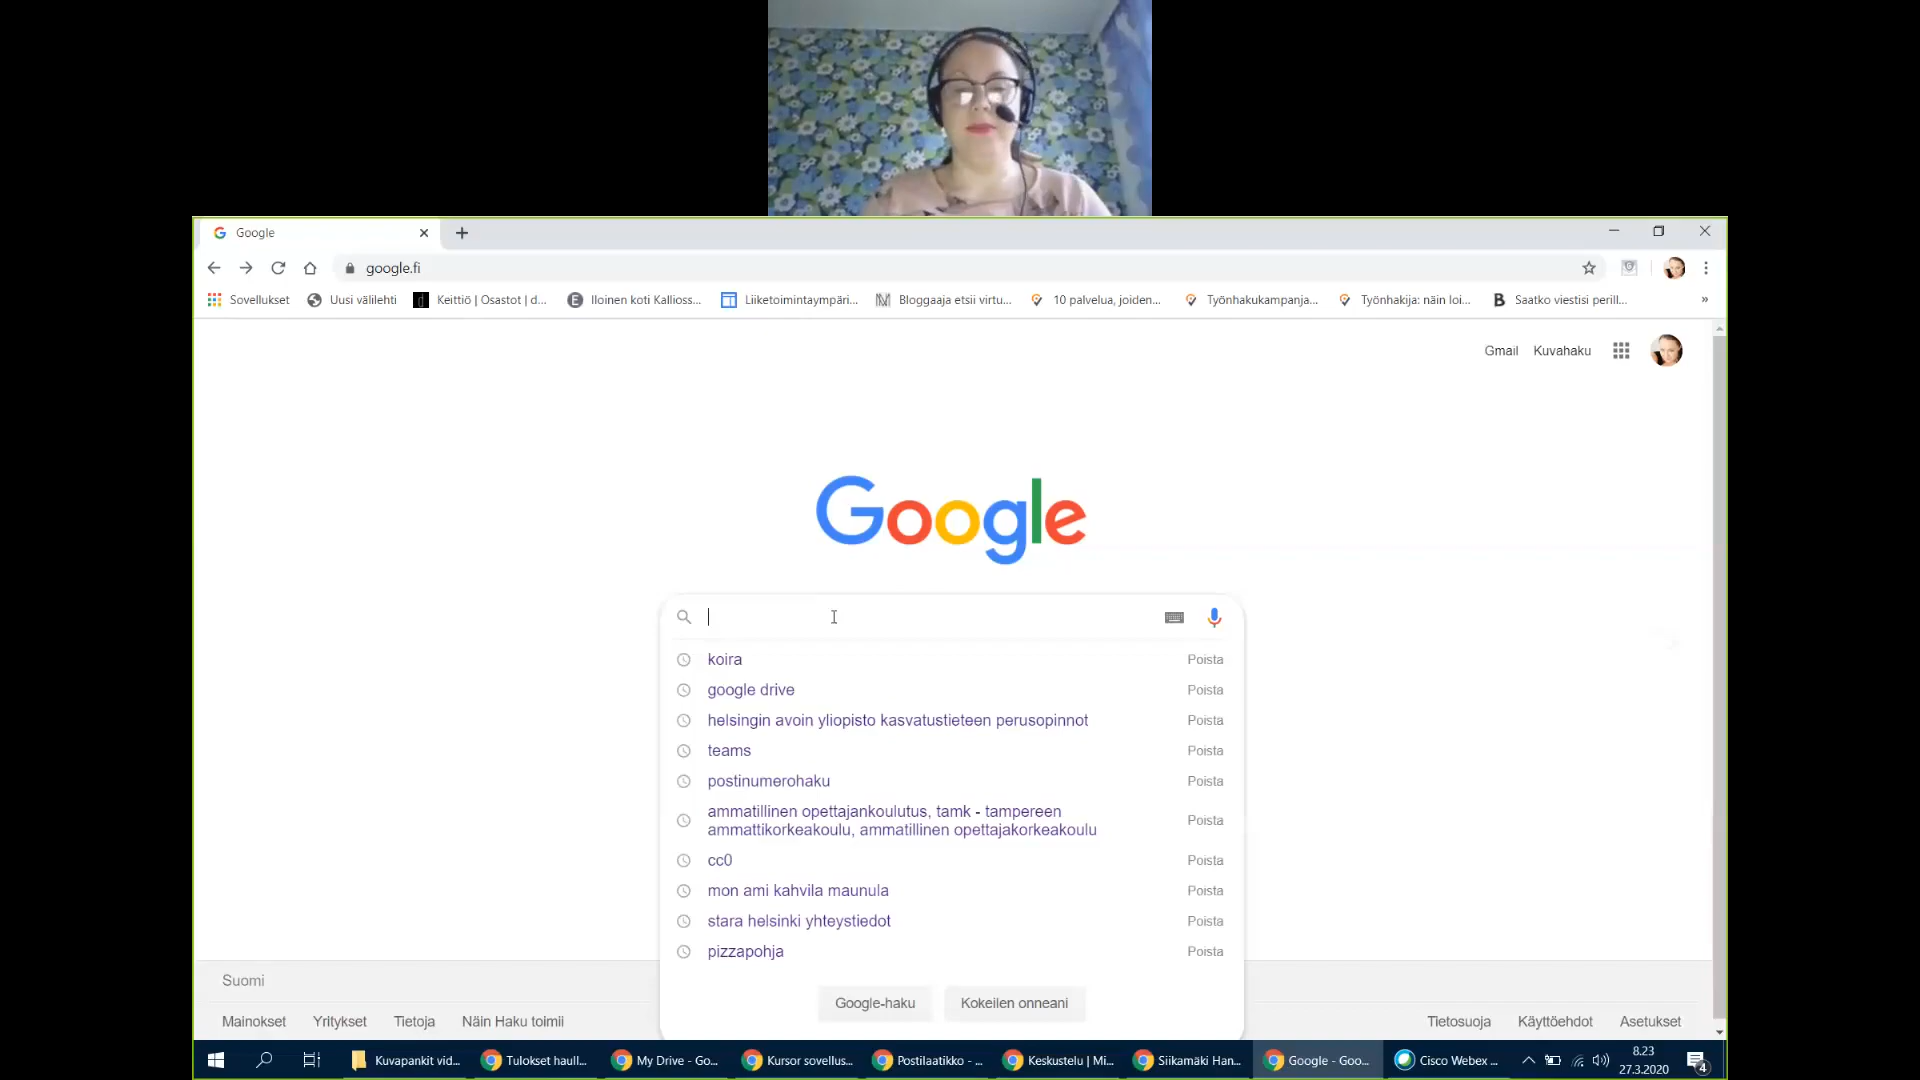 Google
google.fi
Sovellukset
Uusi välilehti
Keittiö | Osastot | d...
Iloinen koti Kallioss...
Liiketoimintaympäri...
Bloggaaja etsii virtu...
10 palvelua, joiden...
Työnhakukampanja...
Työnhakija: näin loi...
Saatko viestisi perill...
»
Gmail
Kuvahaku
Google
koira Poista
google drive Poista
helsingin avoin yliopisto kasvatustieteen perusopinnot Poista
teams Poista
postinumerohaku Poista
ammatillinen opettajankoulutus, tamk - tampereen
ammattikorkeakoulu, ammatillinen opettajakorkeakoulu Poista
cc0 Poista
mon ami kahvila maunula Poista
stara helsinki yhteystiedot Poista
pizzapohja Poista
Google-haku
Kokeilen onneani
Suomi
Mainokset Yritykset Tietoja Näin Haku toimii
Tietosuoja Käyttöehdot Asetukset
Kuvapankit vid...
Tulokset haull...
My Drive - Go...
Kursor sovellus...
Postilaatikko - ...
Keskustelu | Mi...
Siikamäki Han...
Google - Goo...
Cisco Webex ...
8.23
27.3.2020
4